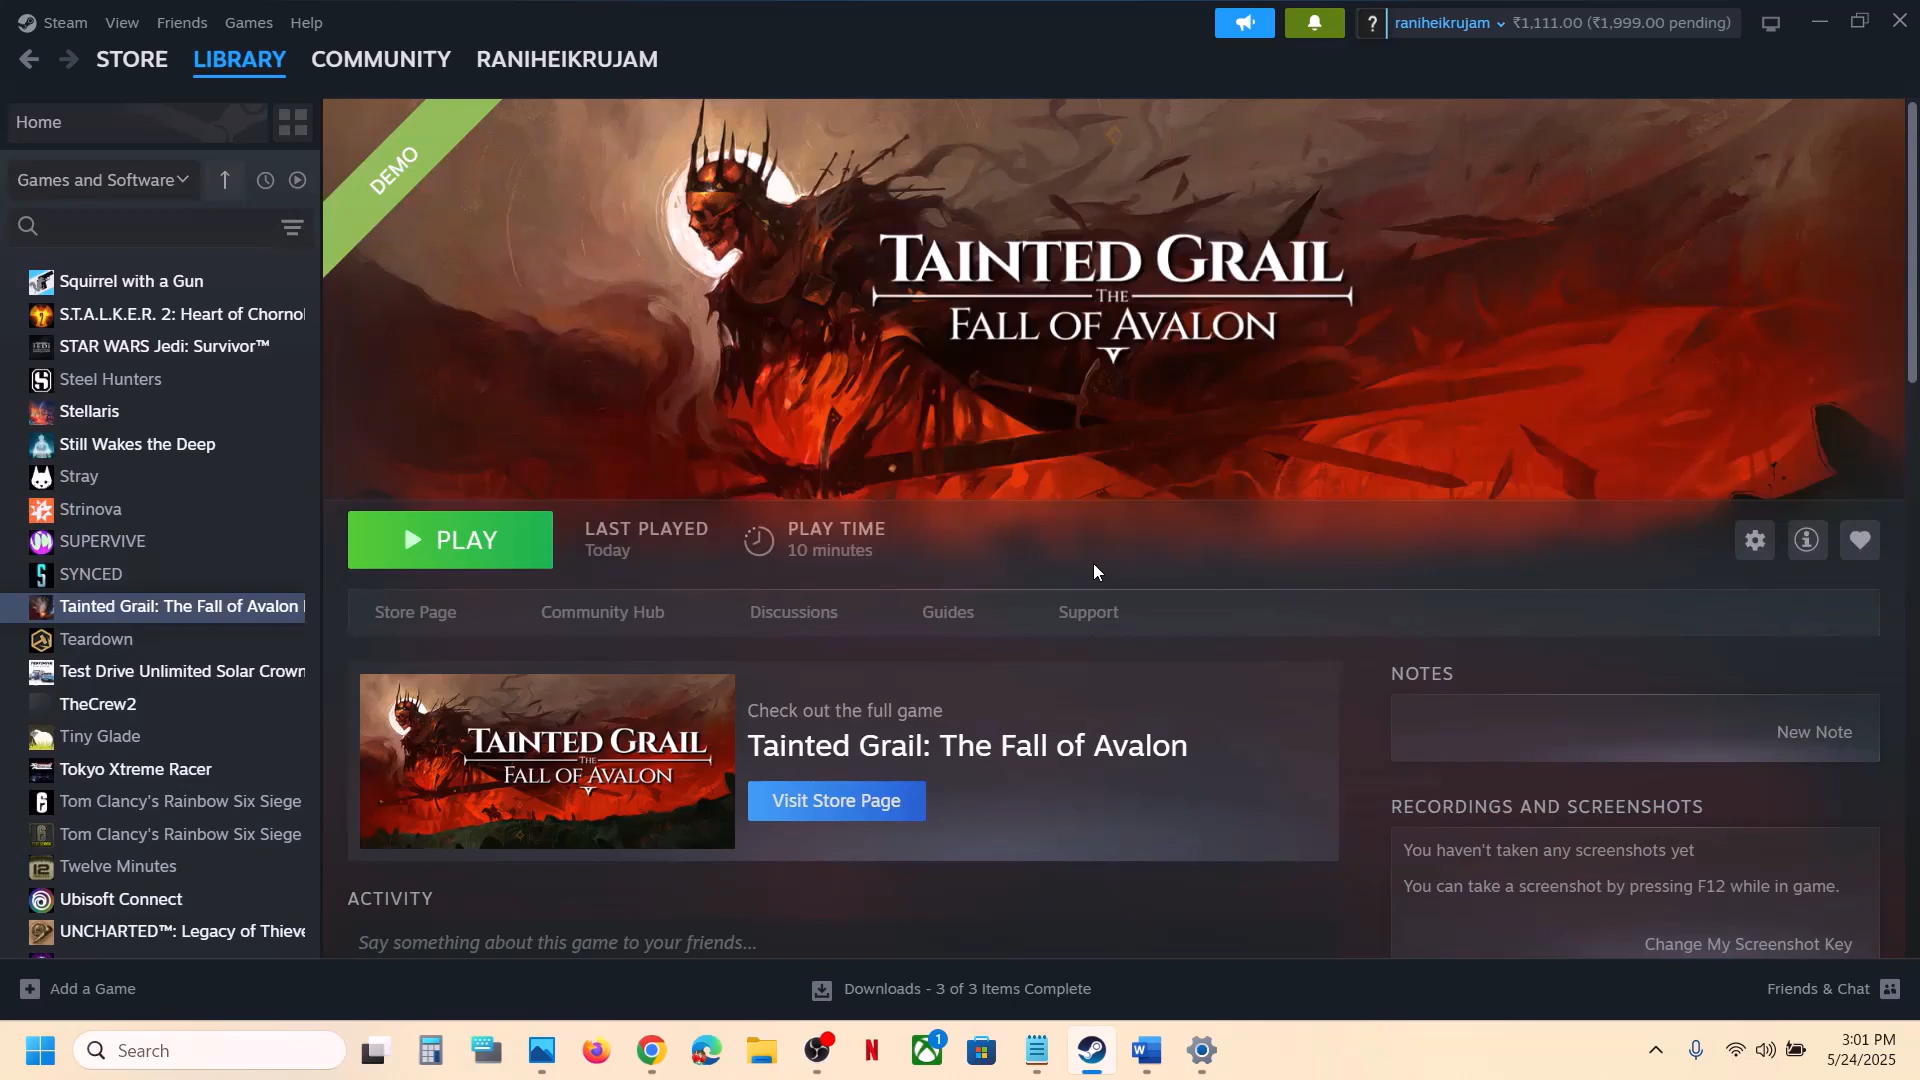 Steam View Friends Games Help
raniheikrujam ₹1,111.00 (₹1,999.00 pending)
STORE LIBRARY COMMUNITY RANIHEIKRUJAM
Home
Games and Software
Squirrel with a Gun
S.T.A.L.K.E.R. 2: Heart of Chornol
STAR WARS Jedi: Survivor™
Steel Hunters
Stellaris
Still Wakes the Deep
Stray
Strinova
SUPERVIVE
SYNCED
Tainted Grail: The Fall of Avalon
Teardown
Test Drive Unlimited Solar Crown
TheCrew2
Tiny Glade
Tokyo Xtreme Racer
Tom Clancy's Rainbow Six Siege
Tom Clancy's Rainbow Six Siege
Twelve Minutes
Ubisoft Connect
UNCHARTED™: Legacy of Thieve
DEMO
TAINTED GRAIL
THE
FALL OF AVALON
PLAY
LAST PLAYED
Today
PLAY TIME
10 minutes
Store Page Community Hub Discussions Guides Support
TAINTED GRAIL
THE
FALL OF AVALON
Check out the full game
Tainted Grail: The Fall of Avalon
Visit Store Page
ACTIVITY
Say something about this game to your friends...
NOTES
New Note
RECORDINGS AND SCREENSHOTS
You haven't taken any screenshots yet
You can take a screenshot by pressing F12 while in game.
Change My Screenshot Key
Add a Game
Downloads - 3 of 3 Items Complete
Friends & Chat
Search
1
3:01 PM
5/24/2025